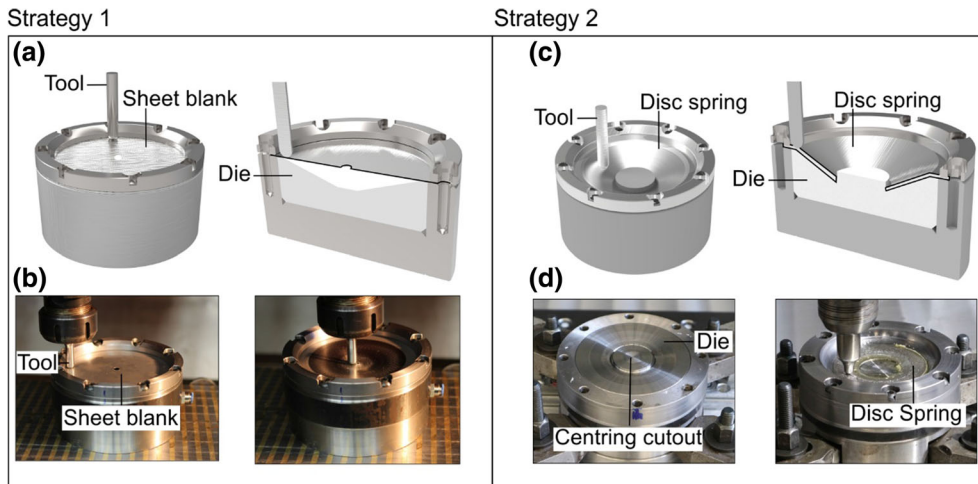 Strategy 1
Strategy 2
(a)
Tool
Sheet blank
Die
(b)
Tool
Sheet blank
(c)
Tool
Disc spring
Disc spring
Die
(d)
Die
Centring cutout
Disc Spring